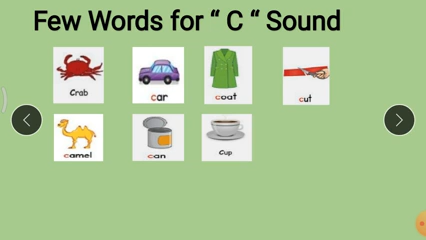 Few Words for “ C “ Sound
Crab
car
coat
cut
camel
can
Cup